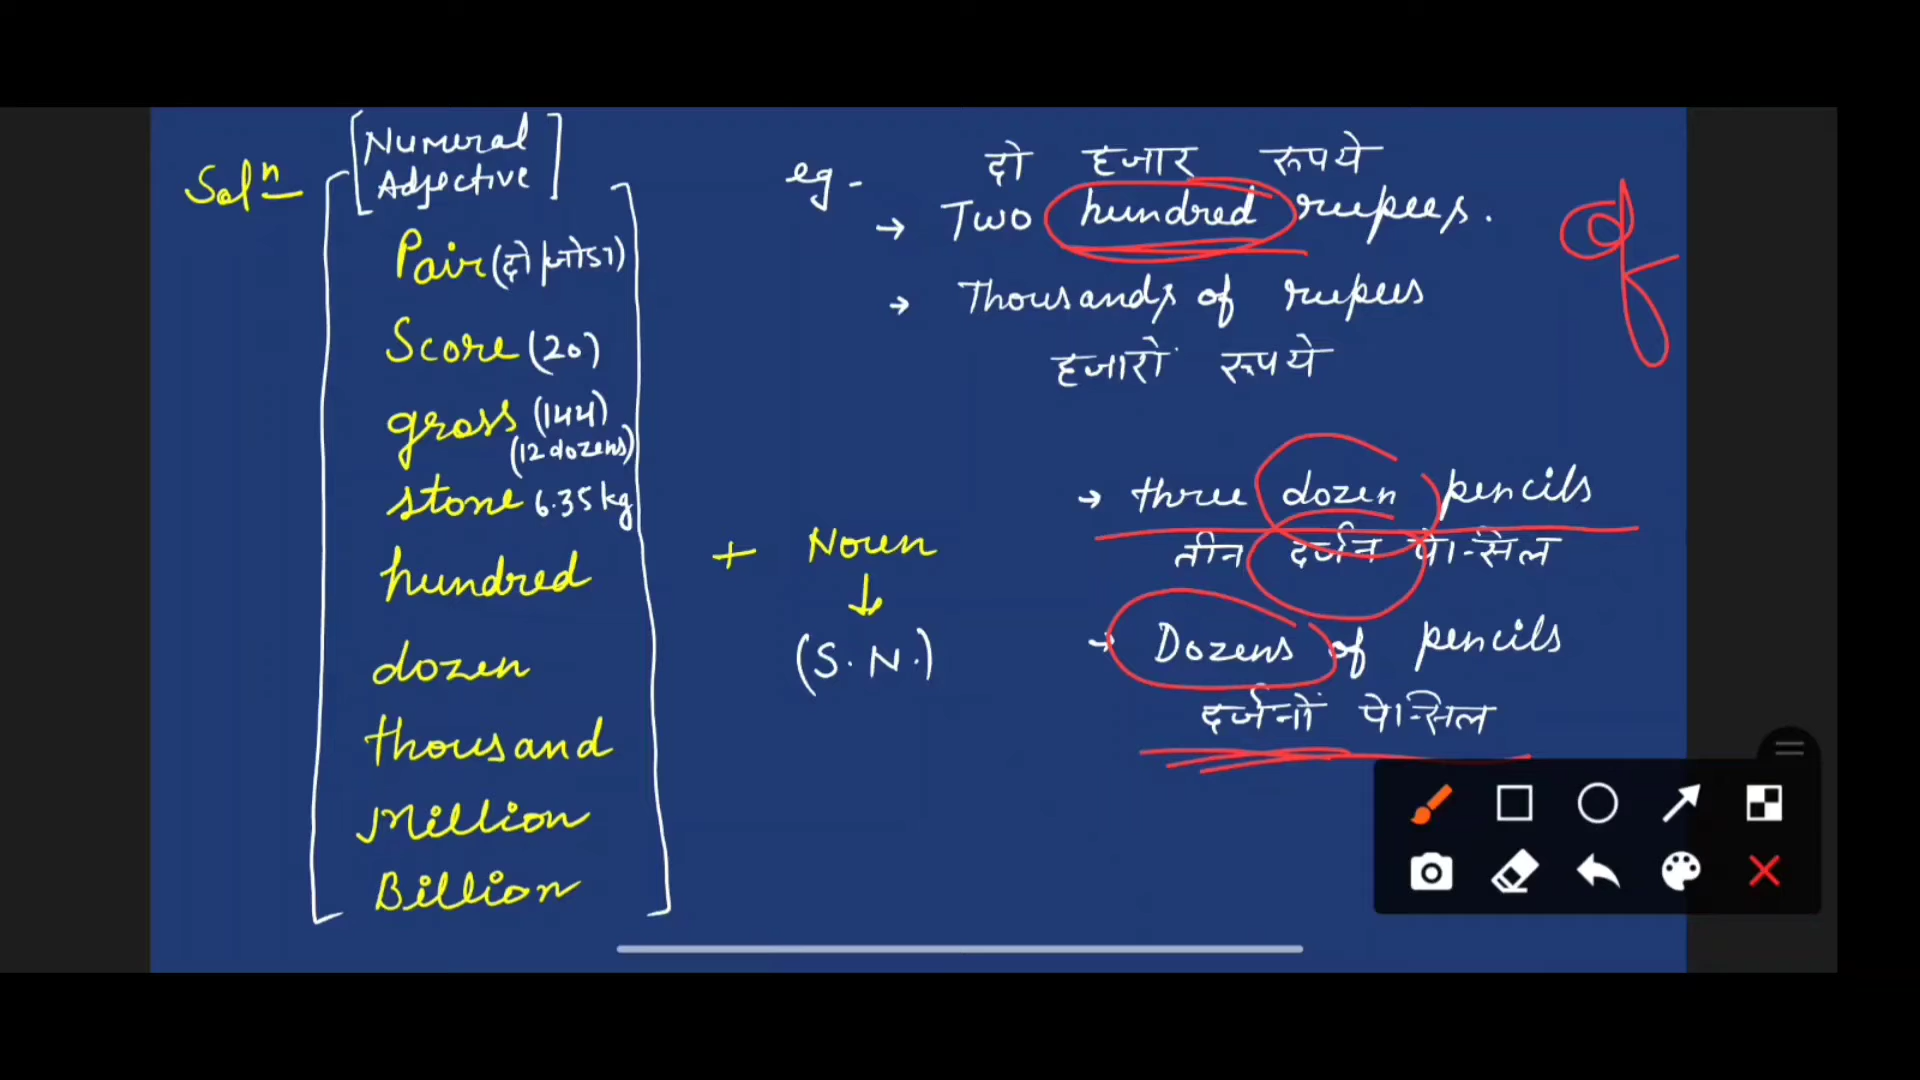 Solⁿ
[Numeral
Adjective]
Pair (दो/जोडा)
Score (20)
gross (144)
(12 dozens)
stone 6.35 kg
hundred
dozen
thousand
Million
Billion
+ Noun
↓
(S. N.)
eg -
दो हजार रूपये
→ Two hundred rupees.
→ Thousands of rupees
हजारों रूपये
→ three dozen pencils
तीन दर्जन पेन्सिल
→ Dozens of pencils
दर्जनों पेन्सिल
of